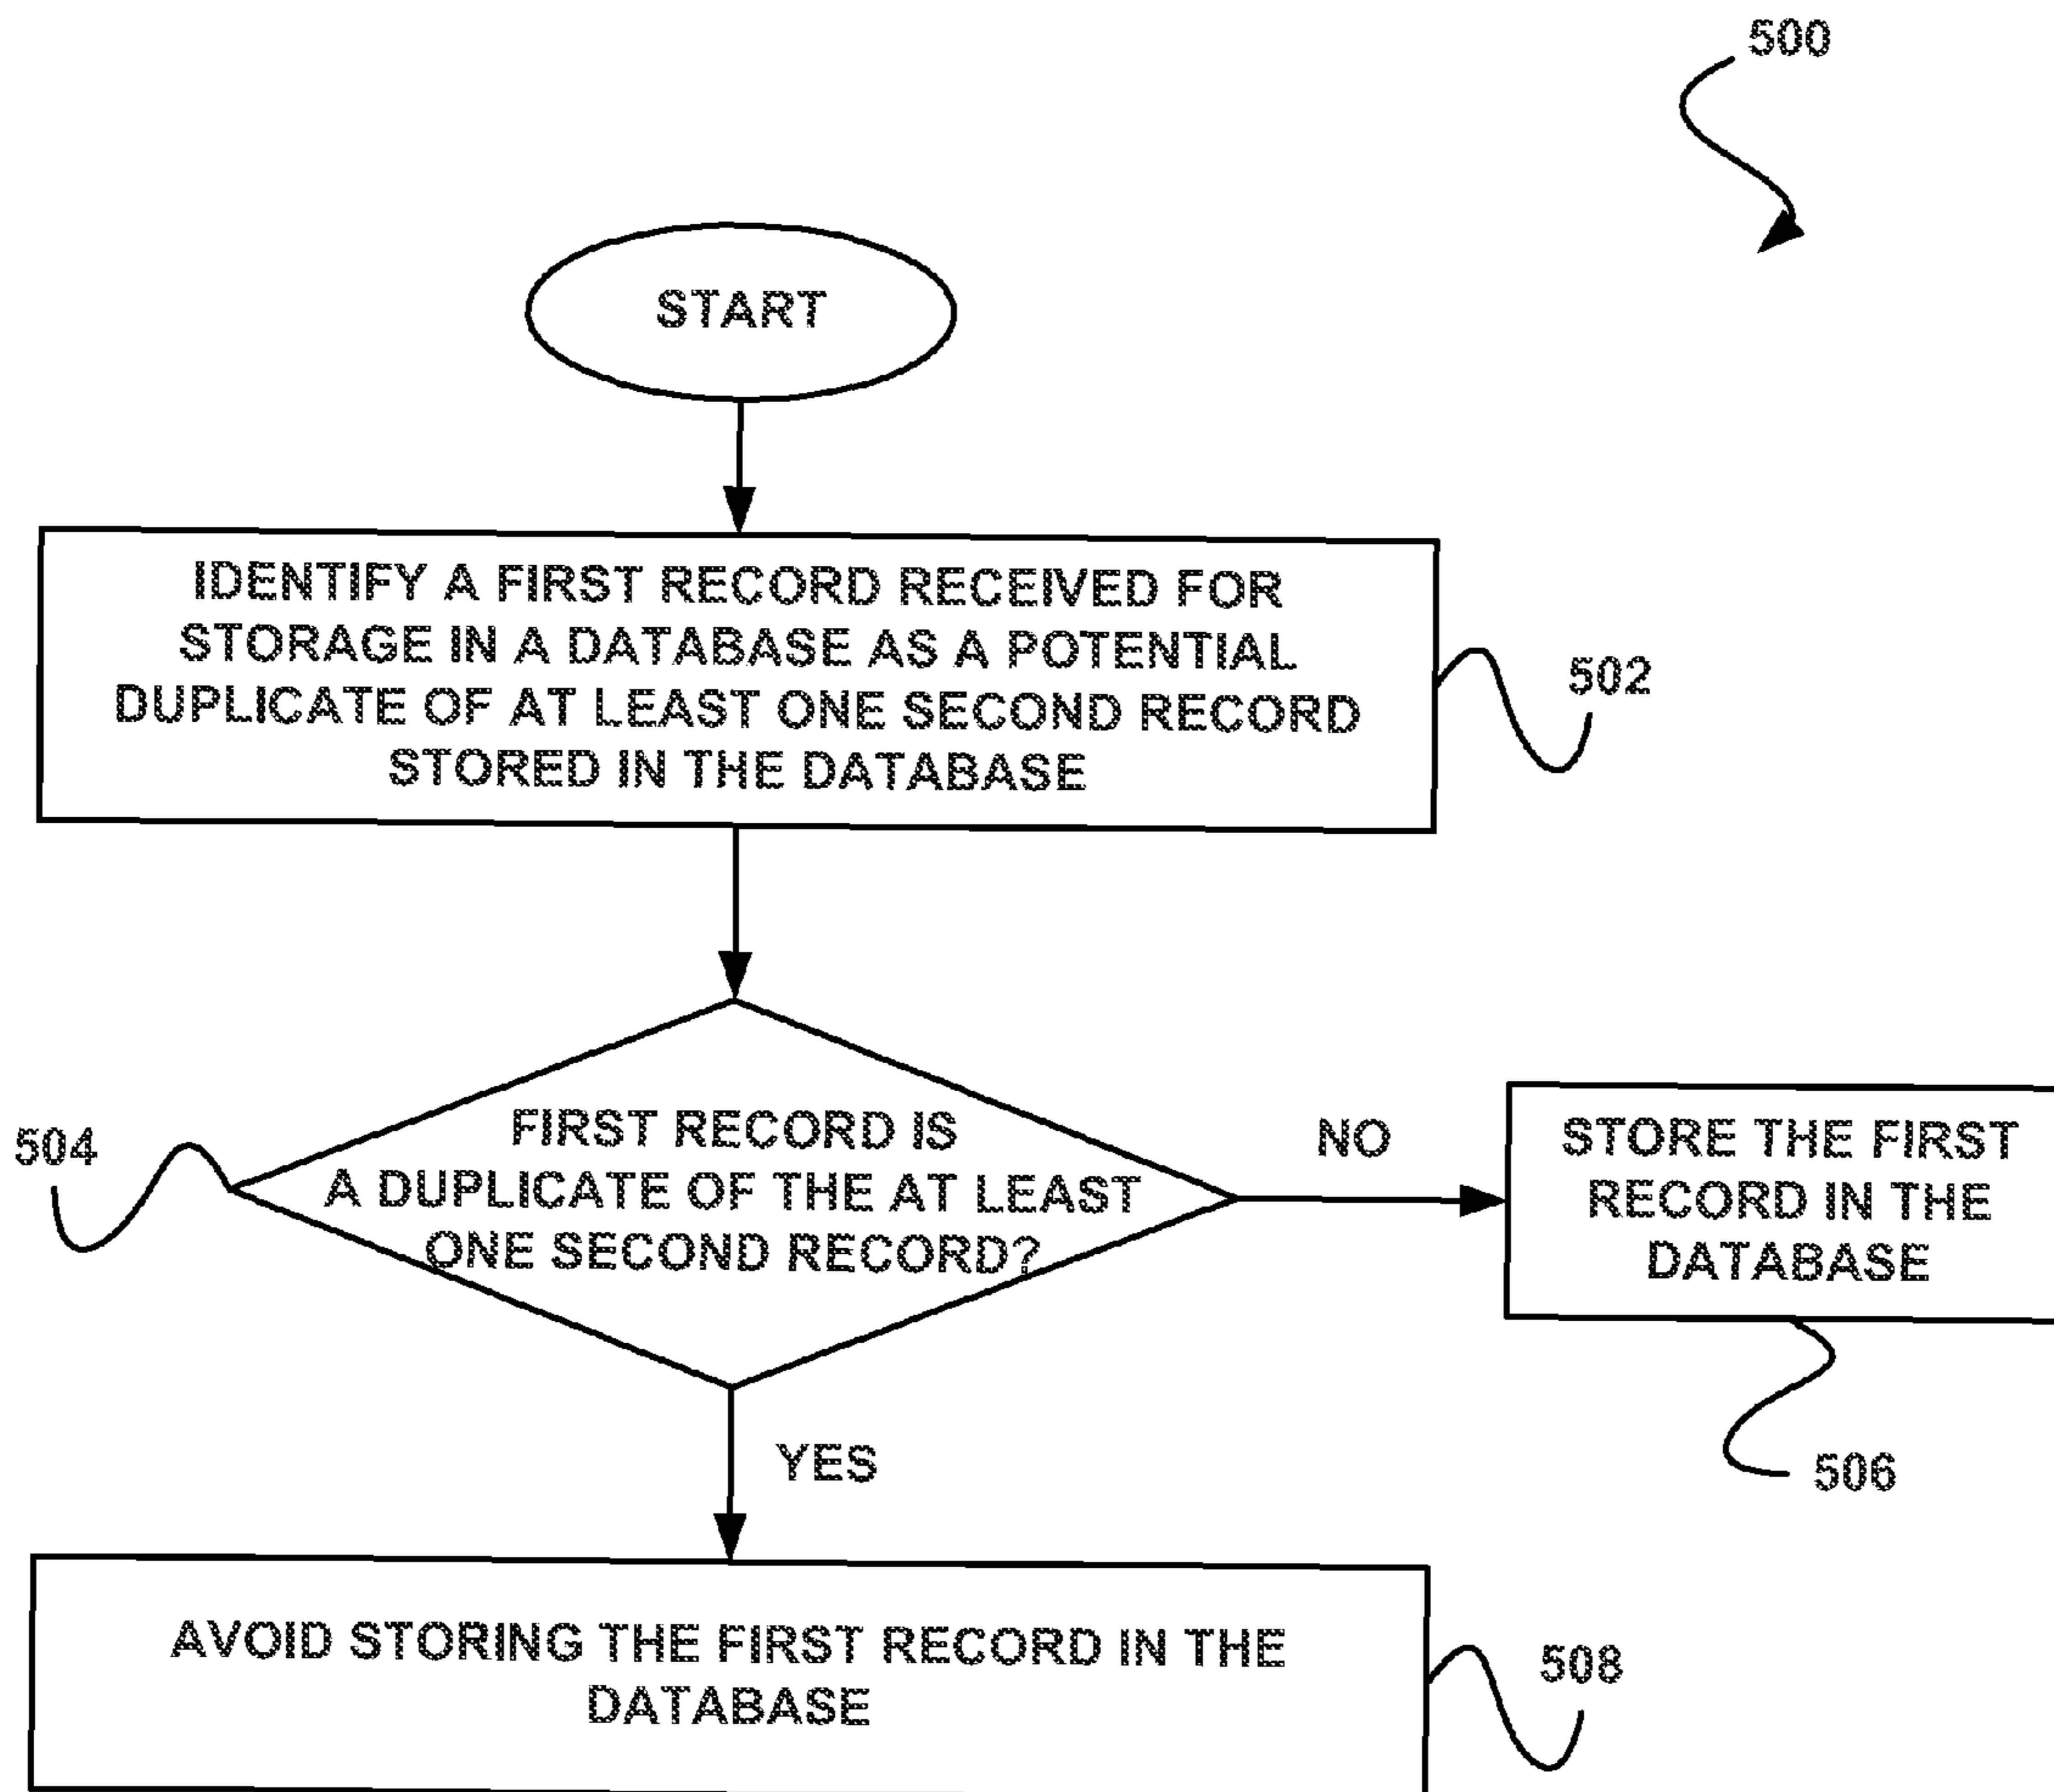 500
START
IDENTIFY A FIRST RECORD RECEIVED FOR
STORAGE IN A DATABASE AS A POTENTIAL
DUPLICATE OF AT LEAST ONE SECOND RECORD
STORED IN THE DATABASE
502
FIRST RECORD IS
A DUPLICATE OF THE AT LEAST
ONE SECOND RECORD?
504
NO
STORE THE FIRST
RECORD IN THE
DATABASE
506
YES
AVOID STORING THE FIRST RECORD IN THE
DATABASE
508